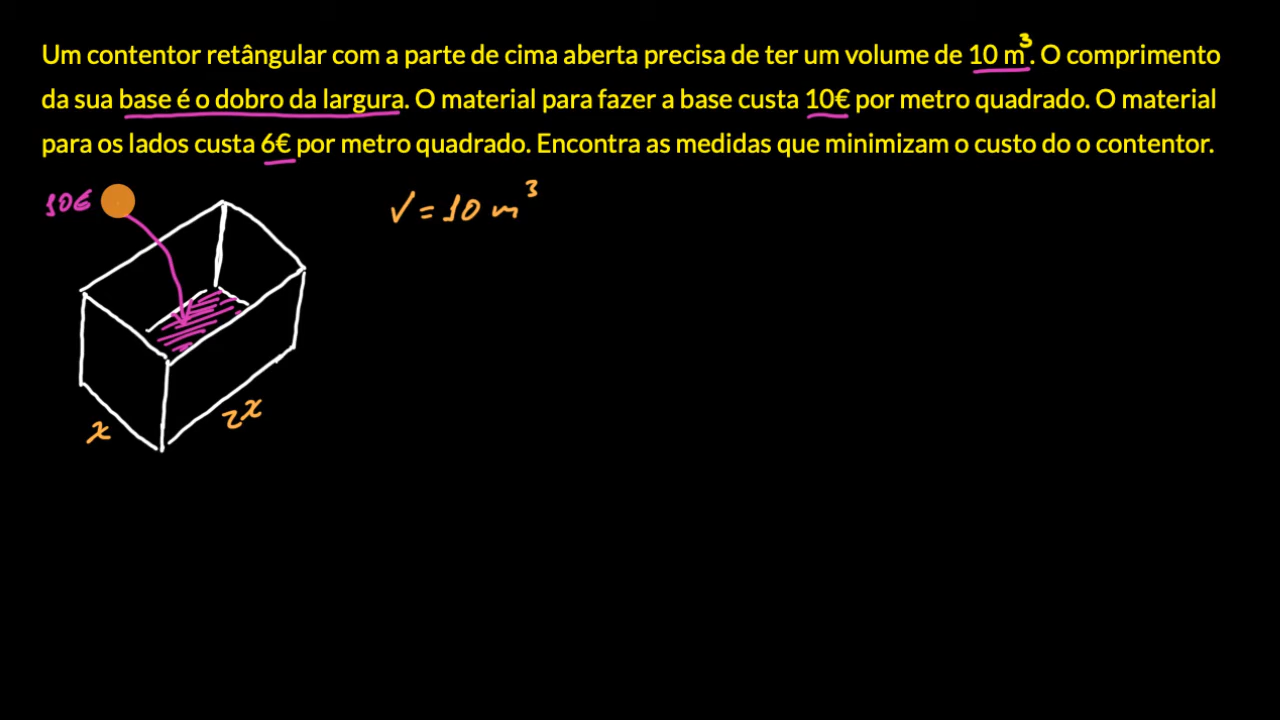 Um contentor retângular com a parte de cima aberta precisa de ter um volume de 10 m³. O comprimento
da sua base é o dobro da largura. O material para fazer a base custa 10€ por metro quadrado. O material
para os lados custa 6€ por metro quadrado. Encontra as medidas que minimizam o custo do o contentor.
10€
V = 10 m³
x
2x